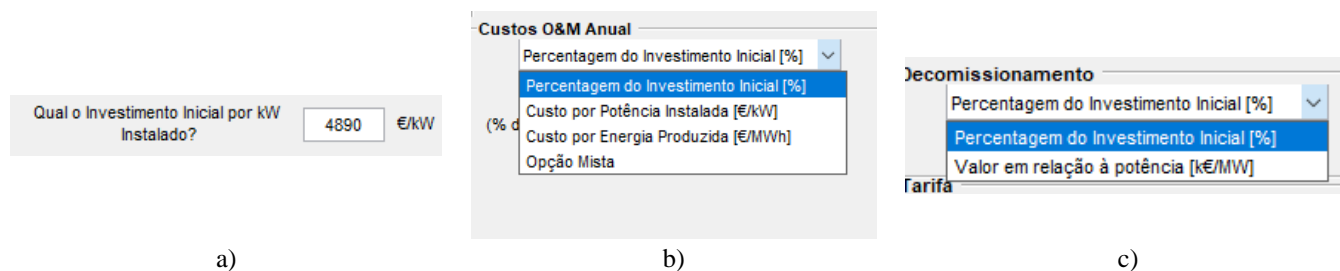 Qual o Investimento Inicial por kW
Instalado?
4890
€/kW
a)
Custos O&M Anual
Percentagem do Investimento Inicial [%]
Percentagem do Investimento Inicial [%]
Custo por Potência Instalada [€/kW]
(% d
Custo por Energia Produzida [€/MWh]
Opção Mista
b)
Decomissionamento
Percentagem do Investimento Inicial [%]
Percentagem do Investimento Inicial [%]
Valor em relação à potência [k€/MW]
Tarifa
c)